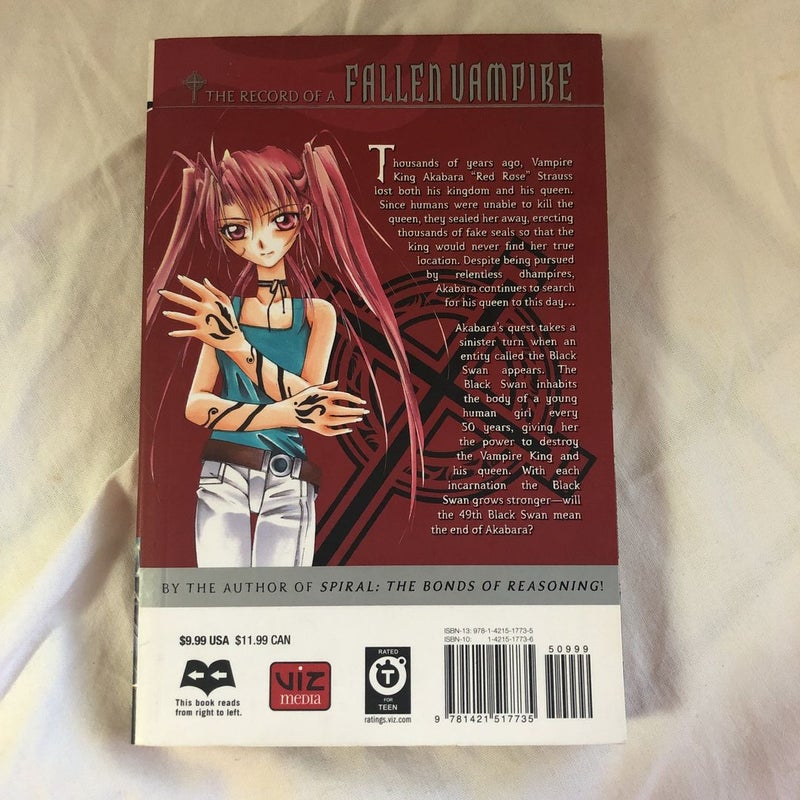 THE RECORD OF A FALLEN VAMPIRE
Thousands of years ago, Vampire
King Akabara "Red Rose" Strauss
lost both his kingdom and his queen.
Since humans were unable to kill the
queen, they sealed her away, erecting
thousands of fake seals so that the
king would never find her true
location. Despite being pursued
by relentless dhampires,
Akabara continues to search
for his queen to this day...
Akabara's quest takes a
sinister turn when an
entity called the Black
Swan appears. The
Black Swan inhabits
the body of a young
human girl every
50 years, giving her
the power to destroy
the Vampire King and
his queen. With each
incarnation the Black
Swan grows stronger—will
the 49th Black Swan mean
the end of Akabara?
BY THE AUTHOR OF SPIRAL: THE BONDS OF REASONING!
$9.99 USA $11.99 CAN
This book reads
from right to left.
VIZ
MEDIA
RATED
T
FOR
TEEN
ratings.viz.com
ISBN-13: 978-1-4215-1773-5
ISBN-10: 1-4215-1773-6
50999
9 781421 517735